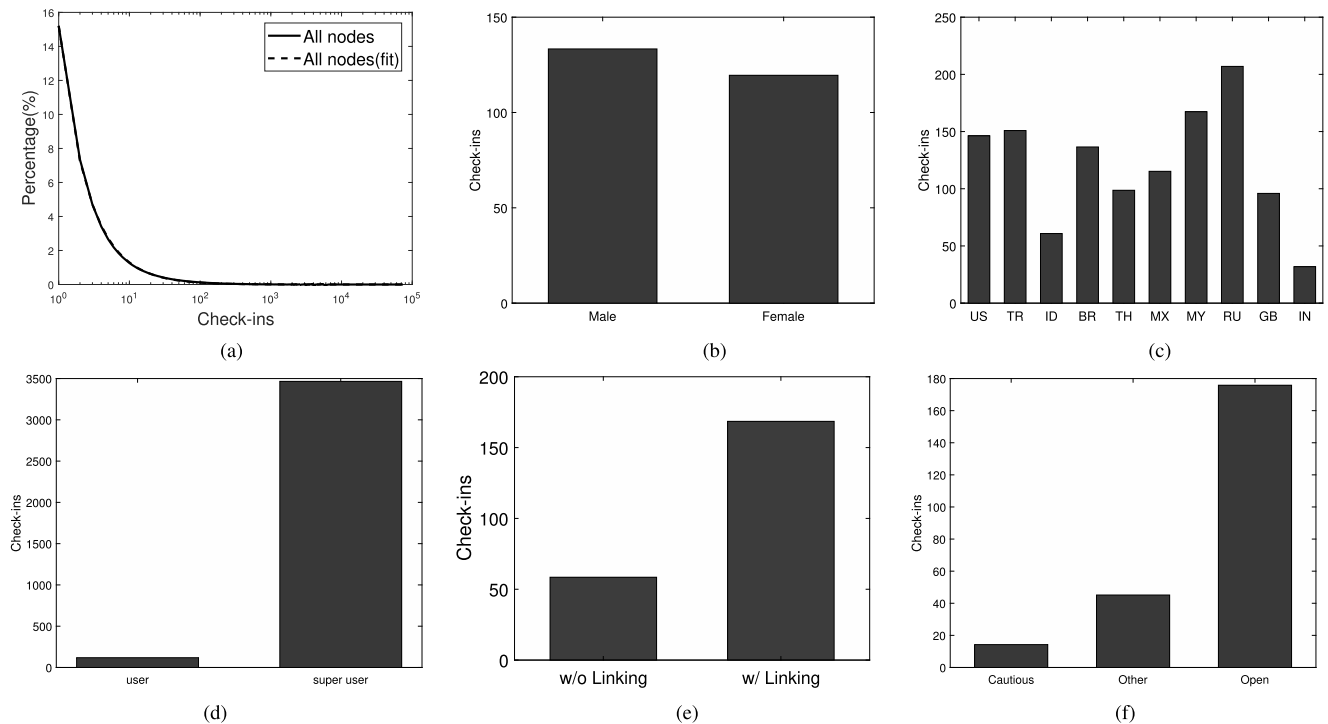 16
14
12
10
8
6
4
2
0
Percentage(%)
All nodes
All nodes(fit)
10^0 10^1 10^2 10^3 10^4 10^5
Check-ins
(a)
150
100
50
0
Check-ins
Male Female
(b)
250
200
150
100
50
0
Check-ins
US TR ID BR TH MX MY RU GB IN
(c)
3500
3000
2500
2000
1500
1000
500
0
Check-ins
user super user
(d)
200
150
100
50
0
Check-ins
w/o Linking w/ Linking
(e)
180
160
140
120
100
80
60
40
20
0
Check-ins
Cautious Other Open
(f)